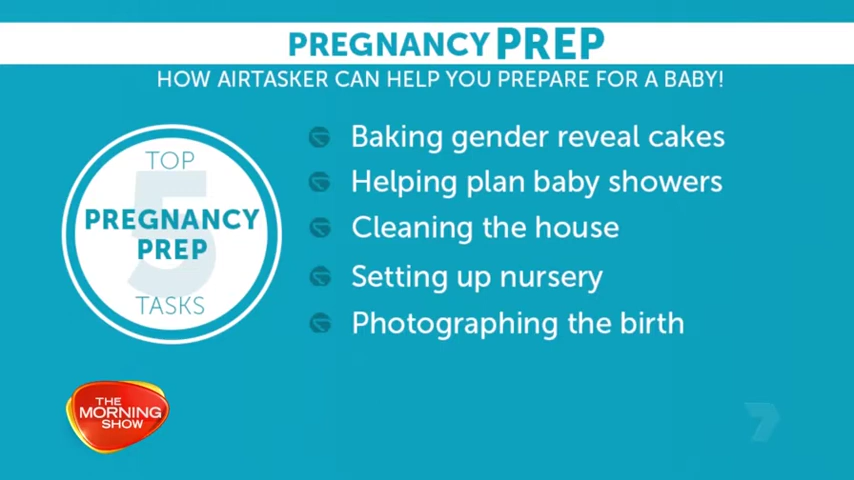 PREGNANCY PREP
HOW AIRTASKER CAN HELP YOU PREPARE FOR A BABY!
TOP
5
PREGNANCY
PREP
TASKS
Baking gender reveal cakes
Helping plan baby showers
Cleaning the house
Setting up nursery
Photographing the birth
THE
MORNING
SHOW
7